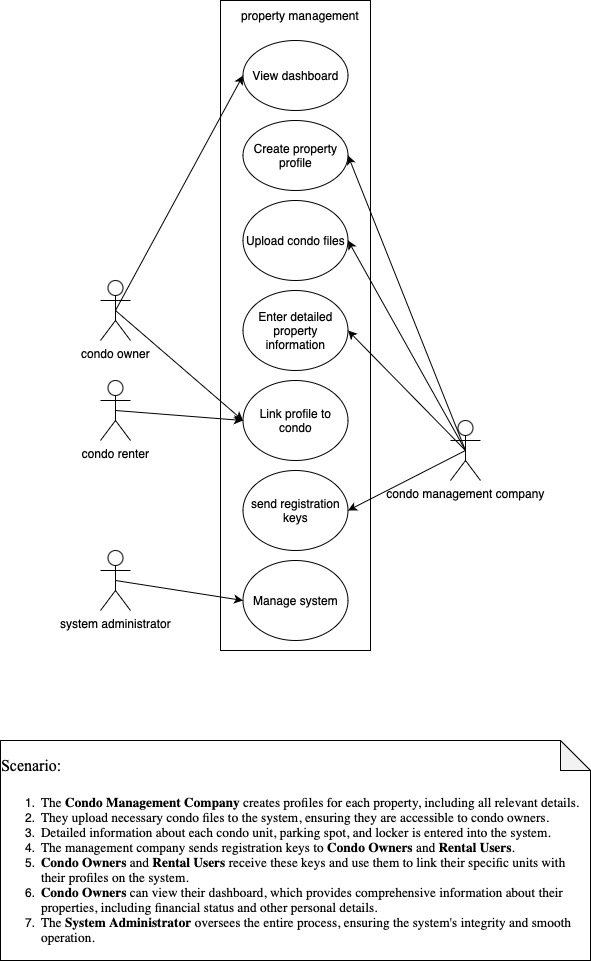 property management
View dashboard
Create property
profile
Upload condo files
Enter detailed
property
information
condo owner
Link profile to
condo
condo renter
condo management company
send registration
keys
Manage system
system administrator
Scenario:
1. The Condo Management Company creates profiles for each property, including all relevant details.
2. They upload necessary condo files to the system, ensuring they are accessible to condo owners.
3. Detailed information about each condo unit, parking spot, and locker is entered into the system.
4. The management company sends registration keys to Condo Owners and Rental Users.
5. Condo Owners and Rental Users receive these keys and use them to link their specific units with
their profiles on the system.
6. Condo Owners can view their dashboard, which provides comprehensive information about their
properties, including financial status and other personal details.
7. The System Administrator oversees the entire process, ensuring the system's integrity and smooth
operation.